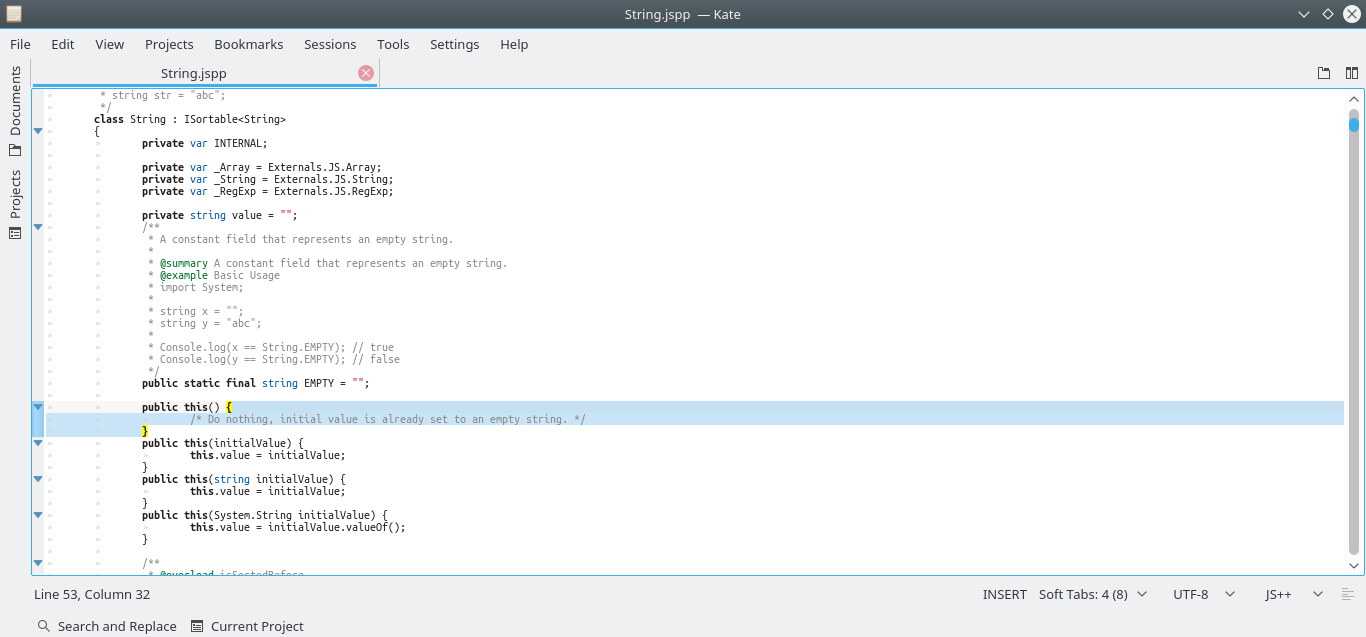 String.jspp — Kate
File Edit View Projects Bookmarks Sessions Tools Settings Help
Documents
Projects
String.jspp
* string str = "abc";
*/
class String : ISortable<String>
{
private var INTERNAL;
private var _Array = Externals.JS.Array;
private var _String = Externals.JS.String;
private var _RegExp = Externals.JS.RegExp;
private string value = "";
/**
* A constant field that represents an empty string.
*
* @summary A constant field that represents an empty string.
* @example Basic Usage
* import System;
*
* string x = "";
* string y = "abc";
*
* Console.log(x == String.EMPTY); // true
* Console.log(y == String.EMPTY); // false
*/
public static final string EMPTY = "";
public this() {
/* Do nothing, initial value is already set to an empty string. */
}
public this(initialValue) {
this.value = initialValue;
}
public this(string initialValue) {
this.value = initialValue;
}
public this(System.String initialValue) {
this.value = initialValue.valueOf();
}
/**
* @overload isSortedBefore
Line 53, Column 32 INSERT Soft Tabs: 4 (8) UTF-8 JS++
Search and Replace Current Project